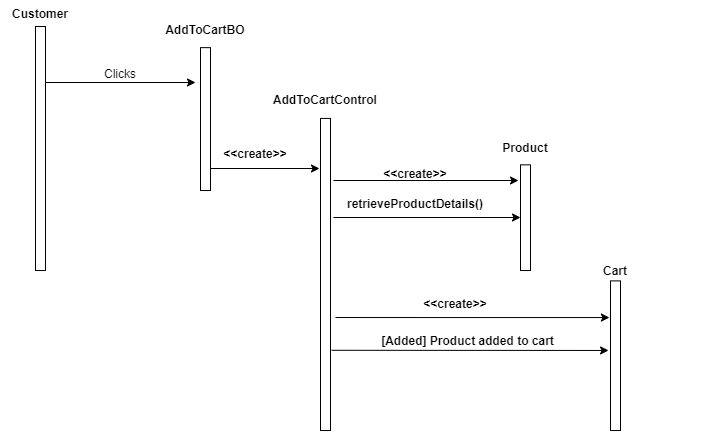 Customer
AddToCartBO
Clicks
AddToCartControl
<<create>>
Product
<<create>>
retrieveProductDetails()
Cart
<<create>>
[Added] Product added to cart